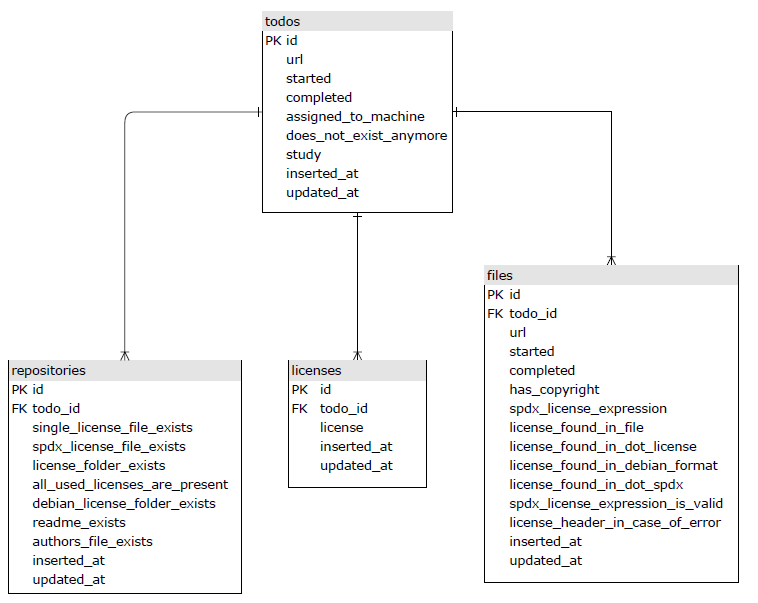 todos
PK id
url
started
completed
assigned_to_machine
does_not_exist_anymore
study
inserted_at
updated_at
repositories
PK id
FK todo_id
single_license_file_exists
spdx_license_file_exists
license_folder_exists
all_used_licenses_are_present
debian_license_folder_exists
readme_exists
authors_file_exists
inserted_at
updated_at
licenses
PK id
FK todo_id
license
inserted_at
updated_at
files
PK id
FK todo_id
url
started
completed
has_copyright
spdx_license_expression
license_found_in_file
license_found_in_dot_license
license_found_in_debian_format
license_found_in_dot_spdx
spdx_license_expression_is_valid
license_header_in_case_of_error
inserted_at
updated_at